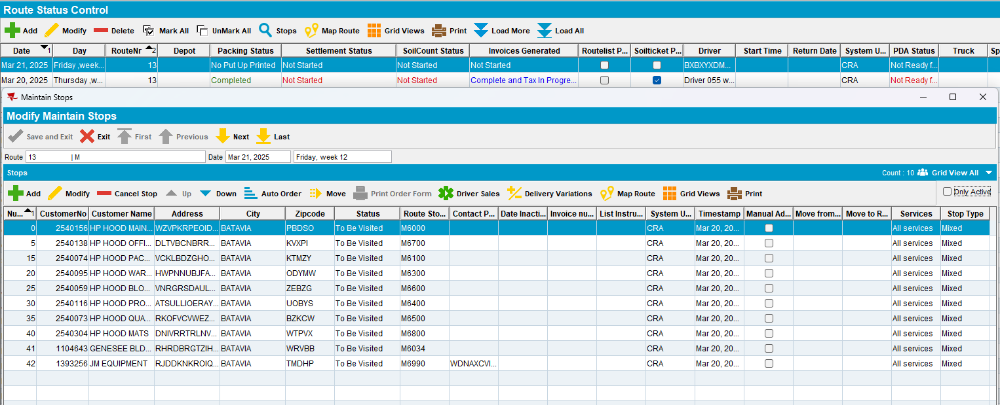 Route Status Control
Add Modify Delete Mark All UnMark All Stops Map Route Grid Views Print Load More Load All
Date 1 Day RouteNr 2 Depot Packing Status Settlement Status SoilCount Status Invoices Generated Routelist P... Soilticket P... Driver Start Time Return Date System U... PDA Status Truck Sp
Mar 21, 2025 Friday ,week... 13 No Put Up Printed Not Started Not Started Not Started BXBXYXDM... CRA Not Ready f...
Mar 20, 2025 Thursday ,w... 13 Completed Not Started Not Started Complete and Tax In Progre... Driver 055 w... CRA Not Ready f...
Maintain Stops
Modify Maintain Stops
Save and Exit Exit First Previous Next Last
Route 13 | M Date Mar 21, 2025 Friday, week 12
Stops Count : 10 Grid View All
Add Modify Cancel Stop Up Down Auto Order Move Print Order Form Driver Sales Delivery Variations Map Route Grid Views Print Only Active
Nu... 1 CustomerNo Customer Name Address City Zipcode Status Route Sto... Contact P... Date Inacti... Invoice nu... List Instru... System U... Timestamp Manual Ad... Move from... Move to R... Services Stop Type
0 2540156 HP HOOD MAIN... WZVPKRPEOID... BATAVIA PBDSO To Be Visited M6000 CRA Mar 20, 20... All services Mixed
5 2540138 HP HOOD OFFI... DLTVBCNBRR... BATAVIA KVXPI To Be Visited M6700 CRA Mar 20, 20... All services Mixed
15 2540074 HP HOOD PAC... VCKLBDZGHO... BATAVIA KTMZY To Be Visited M6100 CRA Mar 20, 20... All services Mixed
20 2540095 HP HOOD WAR... HWPNNUBJFA... BATAVIA ODYMW To Be Visited M6300 CRA Mar 20, 20... All services Mixed
25 2540059 HP HOOD BLO... VNRGRSDAUL... BATAVIA ZEBZG To Be Visited M6600 CRA Mar 20, 20... All services Mixed
30 2540116 HP HOOD PRO... ATSULLIOERAY... BATAVIA UOBYS To Be Visited M6400 CRA Mar 20, 20... All services Mixed
35 2540073 HP HOOD QUA... RKOFVCVWEZ... BATAVIA BZKCW To Be Visited M6500 CRA Mar 20, 20... All services Mixed
40 2540304 HP HOOD MATS DNIVRRTRLNV... BATAVIA WTPVX To Be Visited M6800 CRA Mar 20, 20... All services Mixed
41 1104643 GENESEE BLD... RHRDBRGTZIH... BATAVIA WRVBB To Be Visited M6034 CRA Mar 20, 20... All services Mixed
42 1393256 JM EQUIPMENT RJDDKNKROIQ... BATAVIA TMDHP To Be Visited M6990 WDNAXCVI... CRA Mar 20, 20... All services Mixed